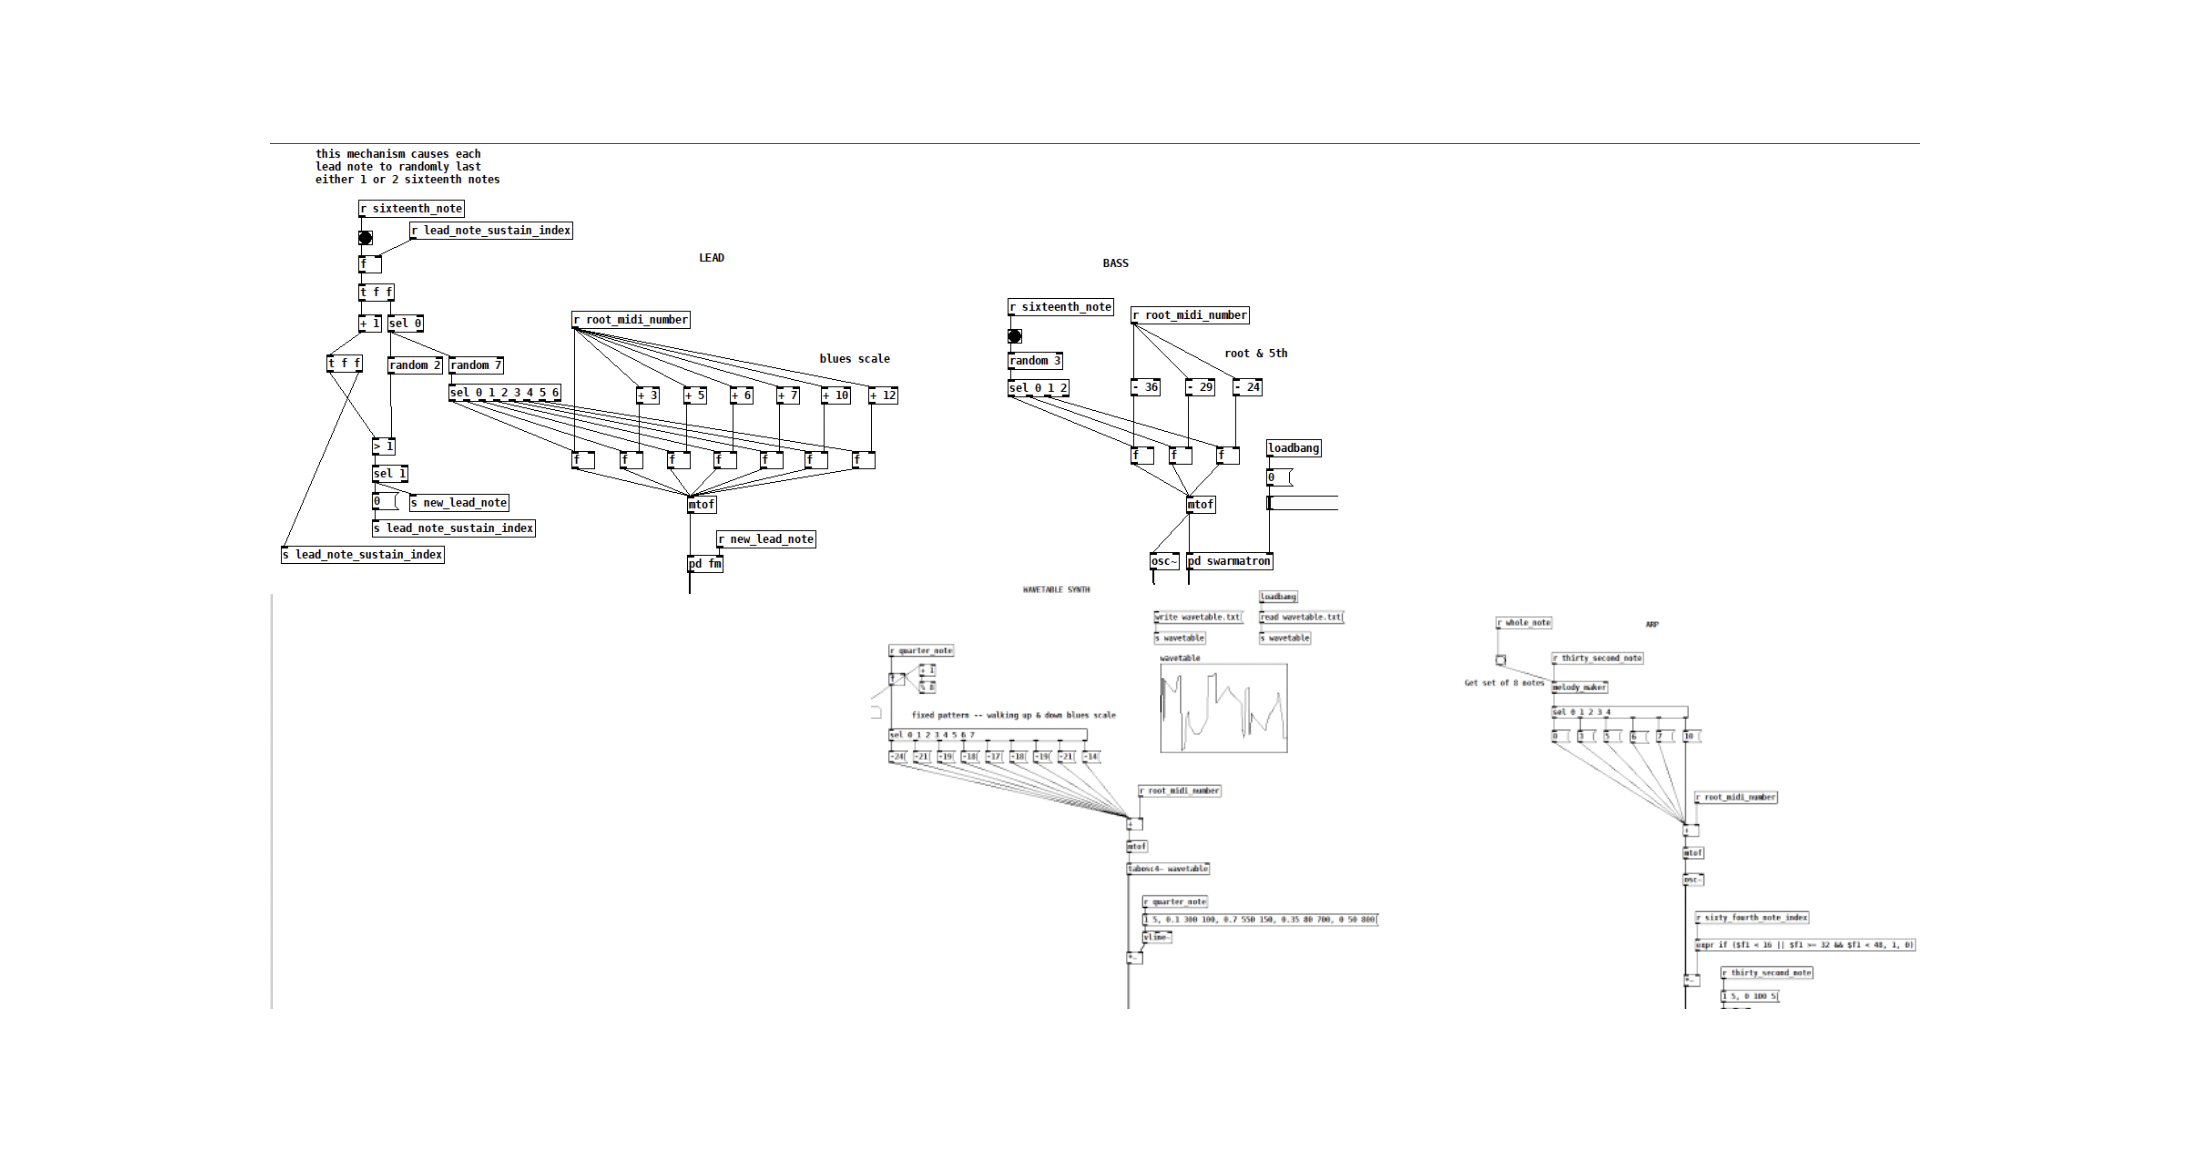 this mechanism causes each
lead note to randomly last
either 1 or 2 sixteenth notes
r sixteenth_note
r lead_note_sustain_index
f
t f f
+ 1
sel 0
t f f
random 2
random 7
sel 0 1 2 3 4 5 6
> 1
sel 1
0
s new_lead_note
s lead_note_sustain_index
s lead_note_sustain_index
LEAD
r root_midi_number
blues scale
+ 3
+ 5
+ 6
+ 7
+ 10
+ 12
f
f
f
f
f
f
f
mtof
r new_lead_note
pd fm
BASS
r sixteenth_note
r root_midi_number
random 3
root & 5th
sel 0 1 2
- 36
- 29
- 24
f
f
f
loadbang
0
mtof
osc~
pd swarmatron
WAVETABLE SYNTH
loadbang
write wavetable.txt
read wavetable.txt
s wavetable
s wavetable
wavetable
r quarter_note
f
+ 1
% 8
fixed pattern -- walking up & down blues scale
sel 0 1 2 3 4 5 6 7
-24
-21
-19
-18
-17
-18
-19
-21
-14
r root_midi_number
+
mtof
tabosc4~ wavetable
r quarter_note
1 5, 0.1 300 100, 0.7 550 150, 0.35 80 700, 0 50 800
vline~
*~
ARP
r whole_note
r thirty_second_note
Get set of 8 notes
melody_maker
sel 0 1 2 3 4
0
3
5
6
7
10
r root_midi_number
+
mtof
osc~
r sixty_fourth_note_index
expr if ($f1 < 16 || $f1 >= 32 && $f1 < 48, 1, 0)
*~
r thirty_second_note
1 5, 0 100 5